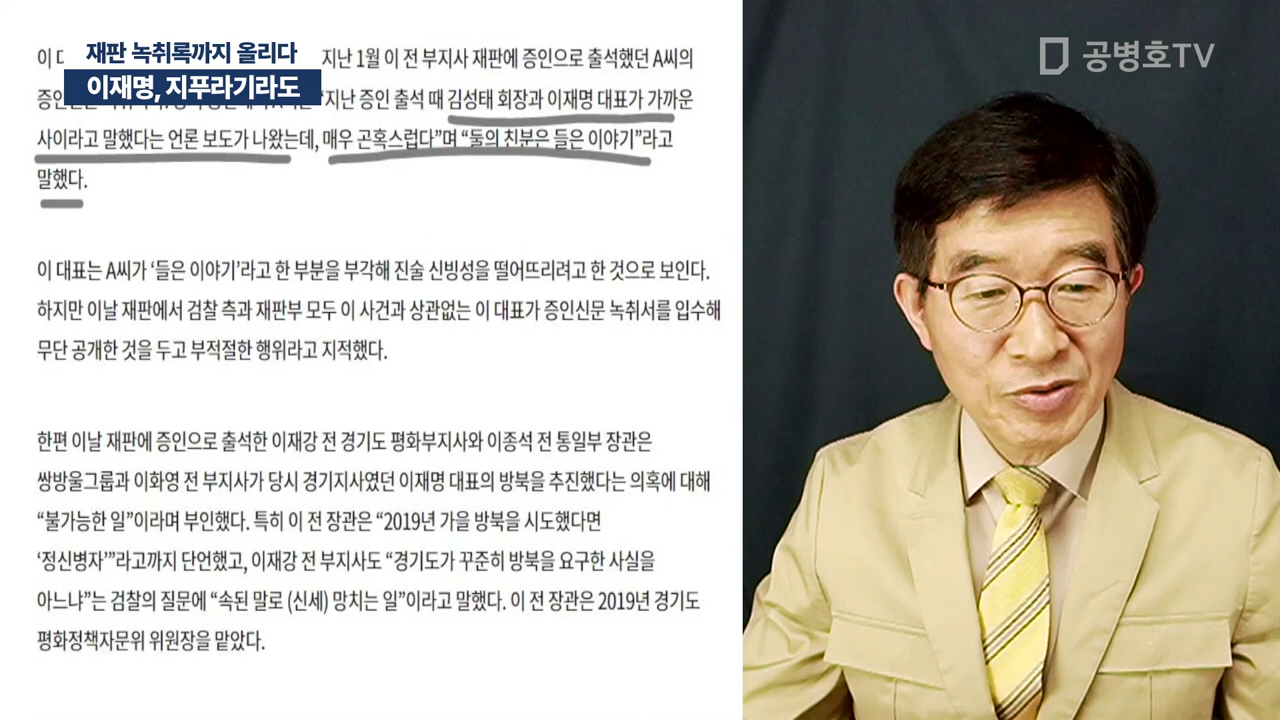 재판 녹취록까지 올리다
이재명, 지푸라기라도
공병호TV
이 대 지난 1월 이 전 부지사 재판에 증인으로 출석했던 A씨의
“지난 증인 출석 때 김성태 회장과 이재명 대표가 가까운
사이라고 말했다는 언론 보도가 나왔는데, 매우 곤혹스럽다”며 “둘의 친분은 들은 이야기”라고
말했다.
이 대표는 A씨가 ‘들은 이야기’라고 한 부분을 부각해 진술 신빙성을 떨어뜨리려고 한 것으로 보인다.
하지만 이날 재판에서 검찰 측과 재판부 모두 이 사건과 상관없는 이 대표가 증인신문 녹취서를 입수해
무단 공개한 것을 두고 부적절한 행위라고 지적했다.
한편 이날 재판에 증인으로 출석한 이재강 전 경기도 평화부지사와 이종석 전 통일부 장관은
쌍방울그룹과 이화영 전 부지사가 당시 경기지사였던 이재명 대표의 방북을 추진했다는 의혹에 대해
“불가능한 일”이라며 부인했다. 특히 이 전 장관은 “2019년 가을 방북을 시도했다면
‘정신병자’”라고까지 단언했고, 이재강 전 부지사도 “경기도가 꾸준히 방북을 요구한 사실을
아느냐”는 검찰의 질문에 “속된 말로 (신세) 망치는 일”이라고 말했다. 이 전 장관은 2019년 경기도
평화정책자문위 위원장을 맡았다.